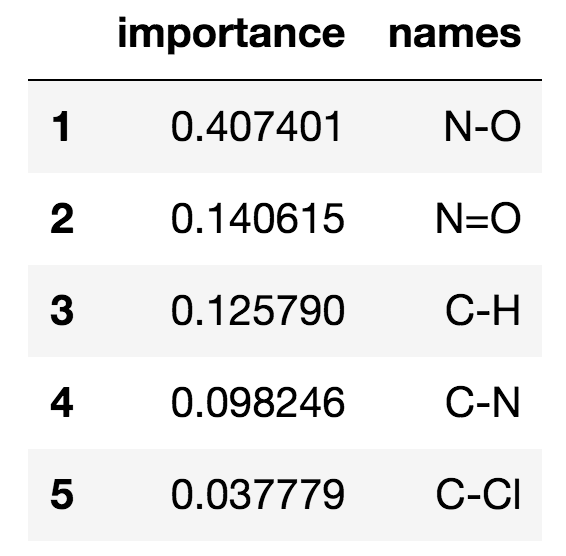 importance names
1 0.407401 N-O
2 0.140615 N=O
3 0.125790 C-H
4 0.098246 C-N
5 0.037779 C-Cl